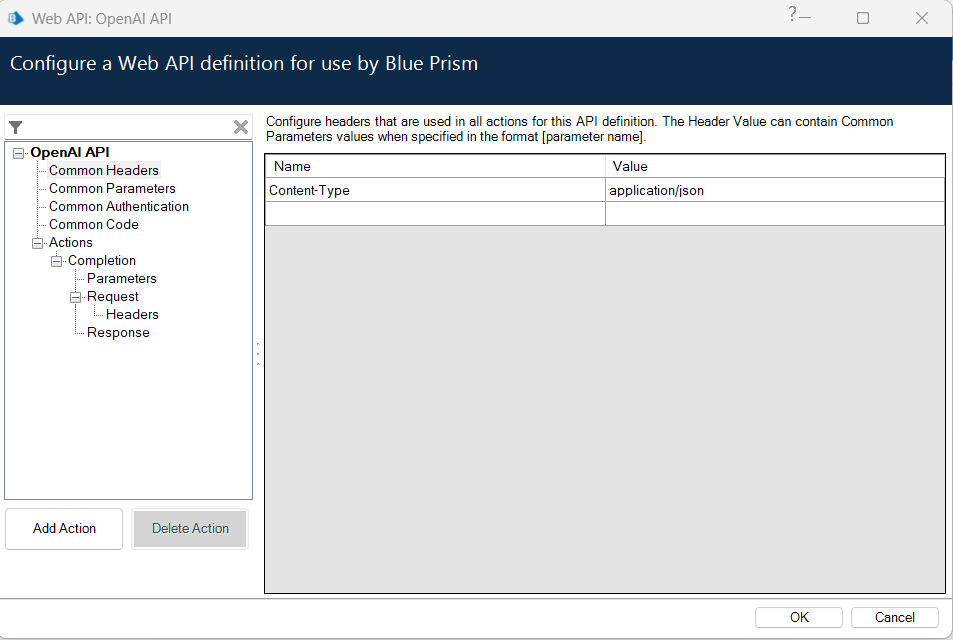 Web API: OpenAI API
?
Configure a Web API definition for use by Blue Prism
OpenAI API
Common Headers
Common Parameters
Common Authentication
Common Code
Actions
Completion
Parameters
Request
Headers
Response
Add Action
Delete Action
Configure headers that are used in all actions for this API definition. The Header Value can contain Common
Parameters values when specified in the format [parameter name].
Name Value
Content-Type application/json
OK Cancel